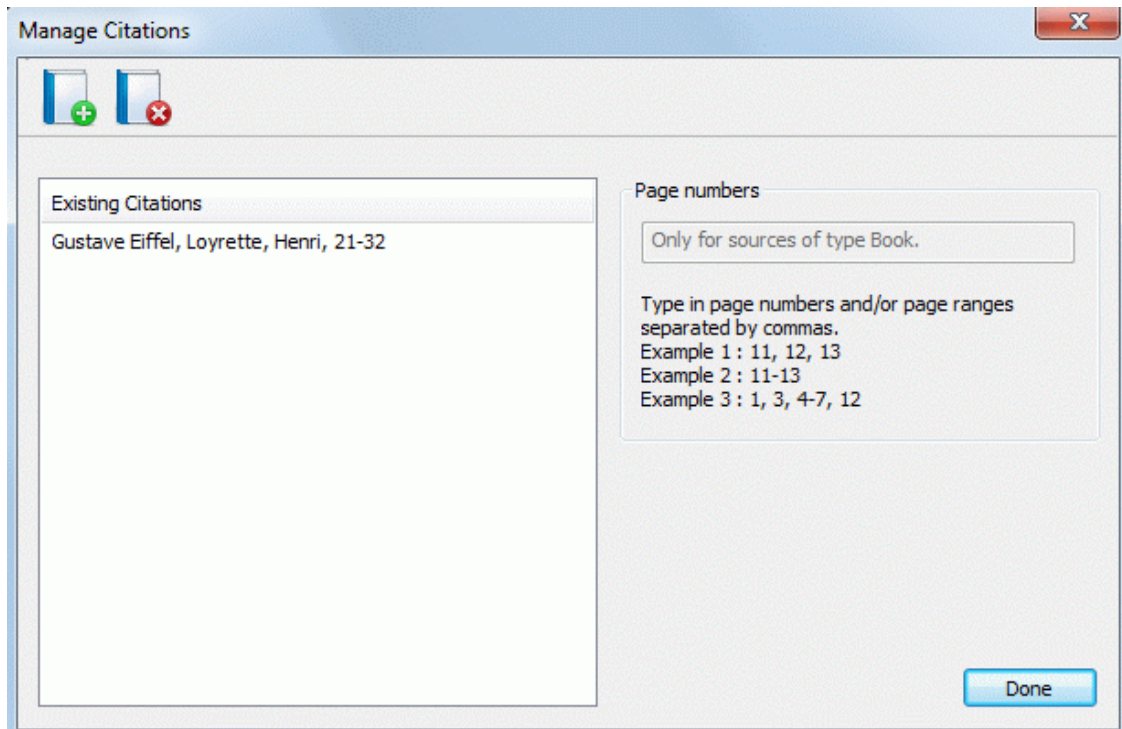 Manage Citations
Existing Citations
Gustave Eiffel, Loyrette, Henri, 21-32
Page numbers
Only for sources of type Book.
Type in page numbers and/or page ranges
separated by commas.
Example 1 : 11, 12, 13
Example 2 : 11-13
Example 3 : 1, 3, 4-7, 12
Done